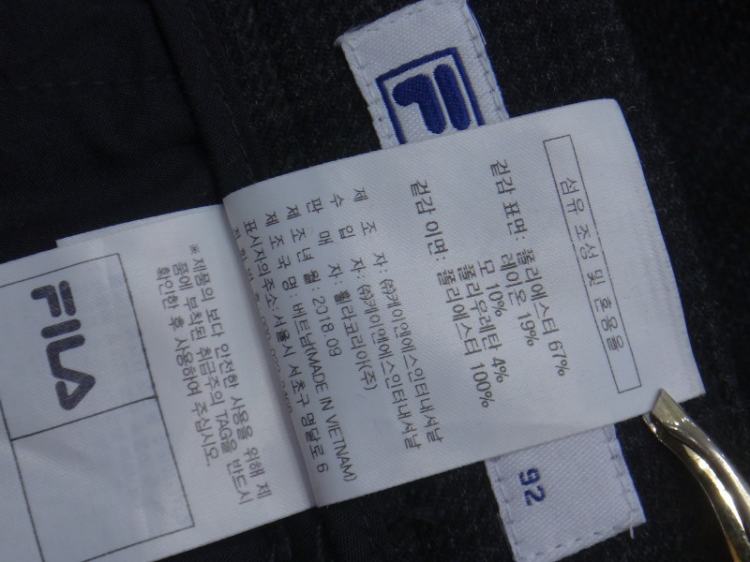 섬유 조성 및 혼용율
겉감 표면: 폴리에스터 67%
레이온 19%
모 10%
폴리우레탄 4%
겉감 이면: 폴리에스터 100%
제 조 자: ㈜케이앤에스인터내셔날
수 입 자: ㈜케이앤에스인터내셔날
판 매 자: 휠라코리아(주)
제 조 년 월: 2018.09
제 조 국 명: 베트남(MADE IN VIETNAM)
표시자의주소: 서울시 서초구 명달로 6
※ 제품의 보다 안전한 사용을 위해 제
품에 부착된 취급주의 TAG을 반드시
확인한 후 사용하여 주십시오.
FILA
92